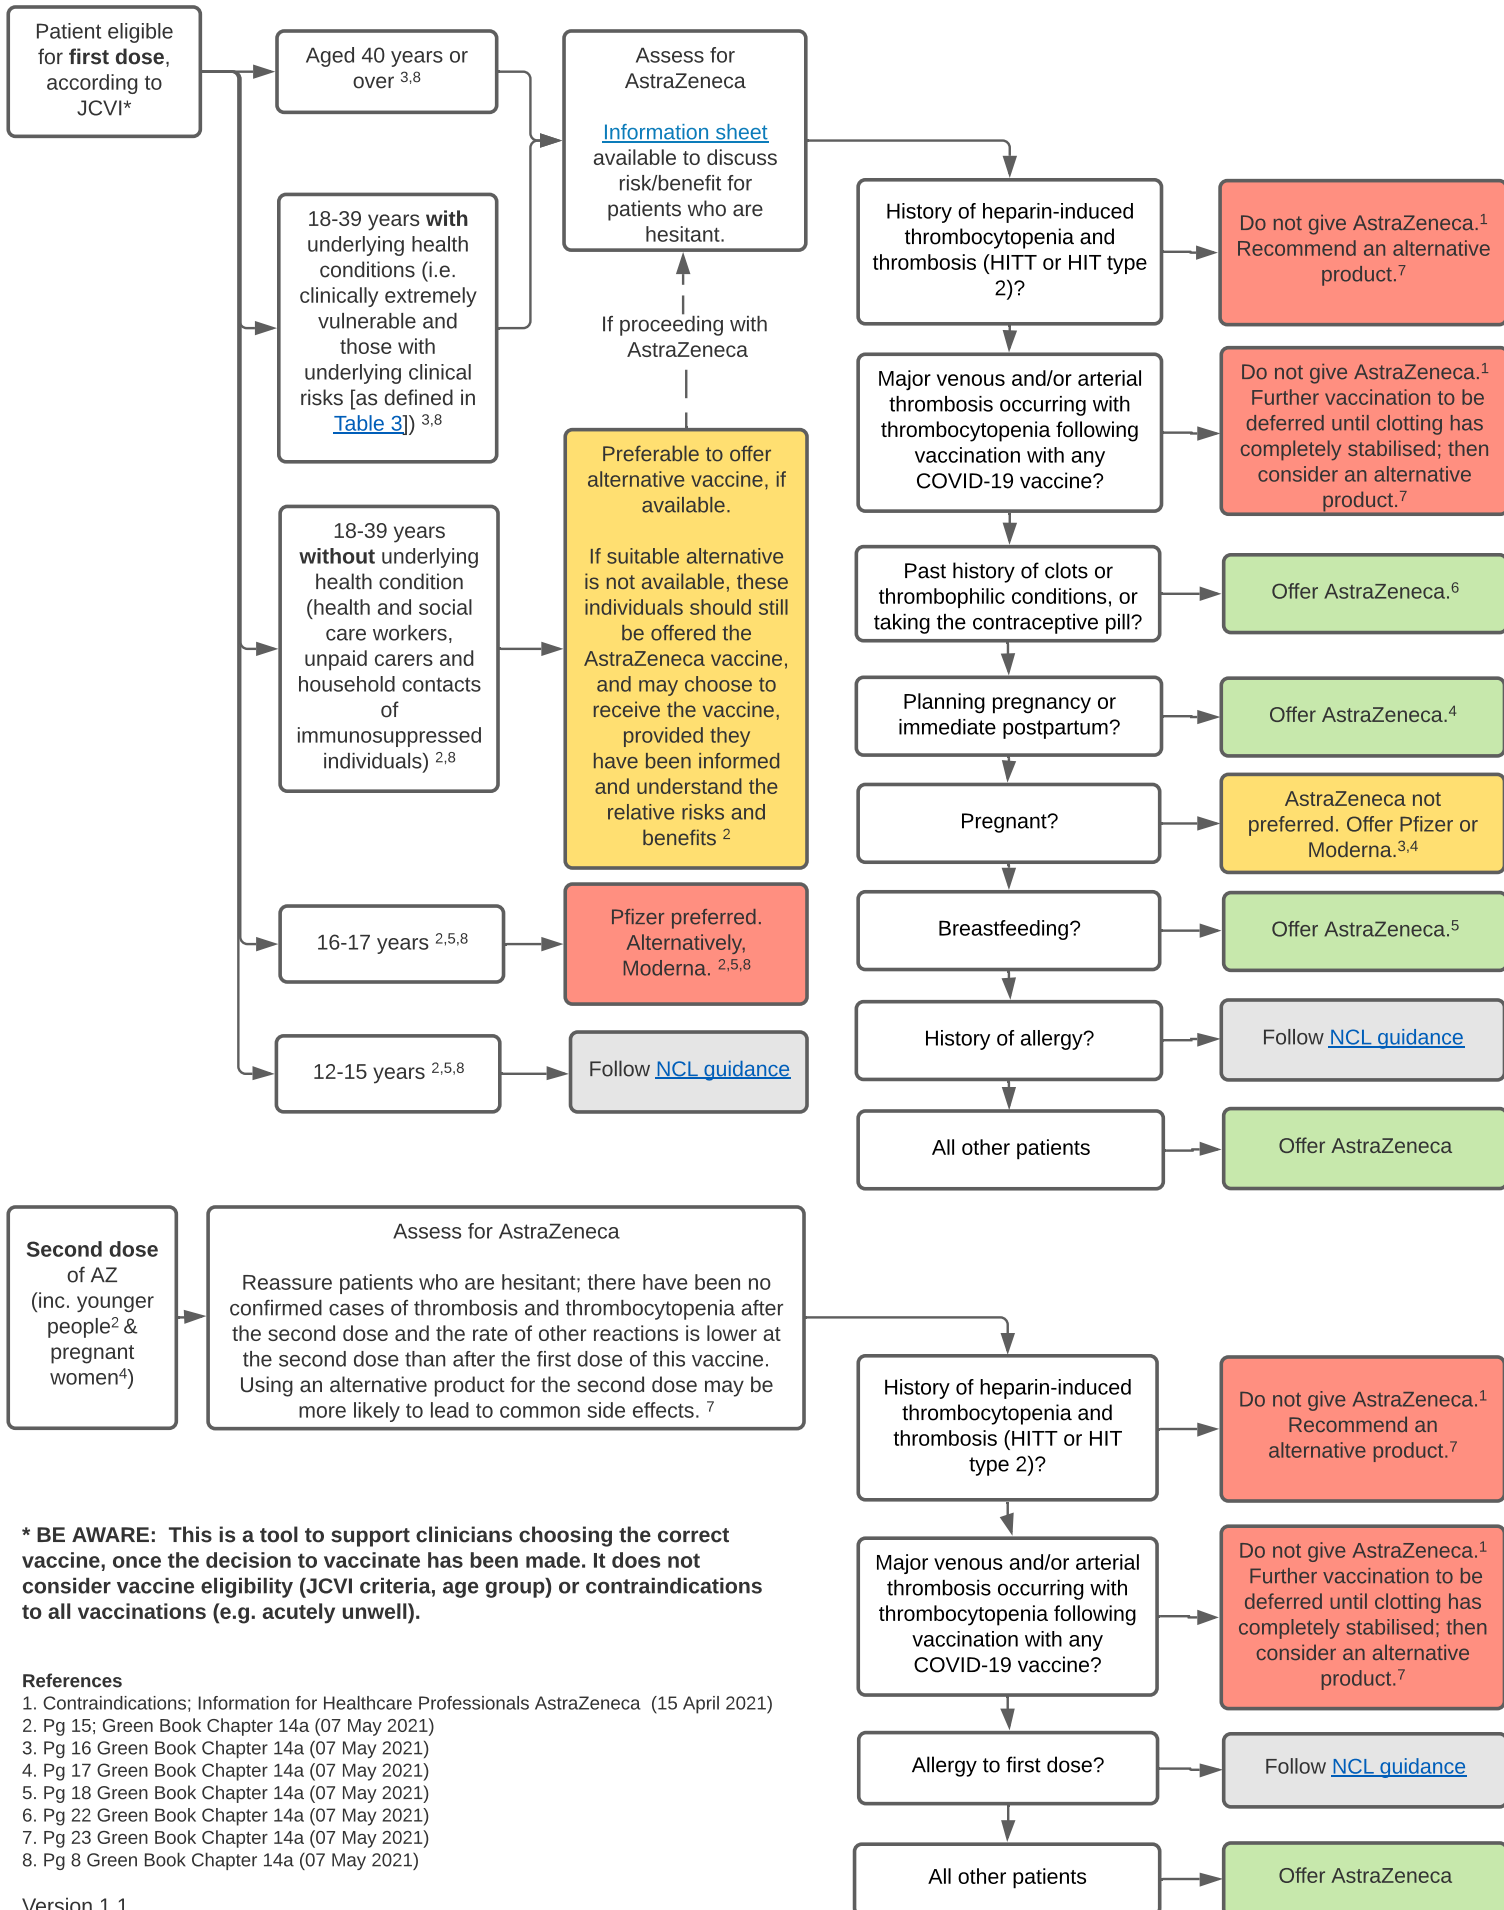 Patient eligible
for first dose,
according to
JCVI*
Aged 40 years or
over 3,8
18-39 years with
underlying health
conditions (i.e.
clinically extremely
vulnerable and
those with
underlying clinical
risks [as defined in
Table 3]) 3,8
18-39 years
without underlying
health condition
(health and social
care workers,
unpaid carers and
household contacts
of
immunosuppressed
individuals) 2,8
16-17 years 2,5,8
12-15 years 2,5,8
Assess for
AstraZeneca
Information sheet
available to discuss
risk/benefit for
patients who are
hesitant.
If proceeding with
AstraZeneca
Preferable to offer
alternative vaccine, if
available.
If suitable alternative
is not available, these
individuals should still
be offered the
AstraZeneca vaccine,
and may choose to
receive the vaccine,
provided they
have been informed
and understand the
relative risks and
benefits 2
Pfizer preferred.
Alternatively,
Moderna. 2,5,8
Follow NCL guidance
History of heparin-induced
thrombocytopenia and
thrombosis (HITT or HIT type
2)?
Do not give AstraZeneca.1
Recommend an alternative
product.7
Major venous and/or arterial
thrombosis occurring with
thrombocytopenia following
vaccination with any
COVID-19 vaccine?
Do not give AstraZeneca.1
Further vaccination to be
deferred until clotting has
completely stabilised; then
consider an alternative
product.7
Past history of clots or
thrombophilic conditions, or
taking the contraceptive pill?
Offer AstraZeneca.6
Planning pregnancy or
immediate postpartum?
Offer AstraZeneca.4
Pregnant?
AstraZeneca not
preferred. Offer Pfizer or
Moderna.3,4
Breastfeeding?
Offer AstraZeneca.5
History of allergy?
Follow NCL guidance
All other patients
Offer AstraZeneca
Second dose
of AZ
(inc. younger
people2 &
pregnant
women4)
Assess for AstraZeneca
Reassure patients who are hesitant; there have been no
confirmed cases of thrombosis and thrombocytopenia after
the second dose and the rate of other reactions is lower at
the second dose than after the first dose of this vaccine.
Using an alternative product for the second dose may be
more likely to lead to common side effects. 7
History of heparin-induced
thrombocytopenia and
thrombosis (HITT or HIT
type 2)?
Do not give AstraZeneca.1
Recommend an
alternative product.7
Major venous and/or arterial
thrombosis occurring with
thrombocytopenia following
vaccination with any
COVID-19 vaccine?
Do not give AstraZeneca.1
Further vaccination to be
deferred until clotting has
completely stabilised; then
consider an alternative
product.7
Allergy to first dose?
Follow NCL guidance
All other patients
Offer AstraZeneca
* BE AWARE: This is a tool to support clinicians choosing the correct
vaccine, once the decision to vaccinate has been made. It does not
consider vaccine eligibility (JCVI criteria, age group) or contraindications
to all vaccinations (e.g. acutely unwell).
References
1. Contraindications; Information for Healthcare Professionals AstraZeneca (15 April 2021)
2. Pg 15; Green Book Chapter 14a (07 May 2021)
3. Pg 16 Green Book Chapter 14a (07 May 2021)
4. Pg 17 Green Book Chapter 14a (07 May 2021)
5. Pg 18 Green Book Chapter 14a (07 May 2021)
6. Pg 22 Green Book Chapter 14a (07 May 2021)
7. Pg 23 Green Book Chapter 14a (07 May 2021)
8. Pg 8 Green Book Chapter 14a (07 May 2021)
Version 1.1